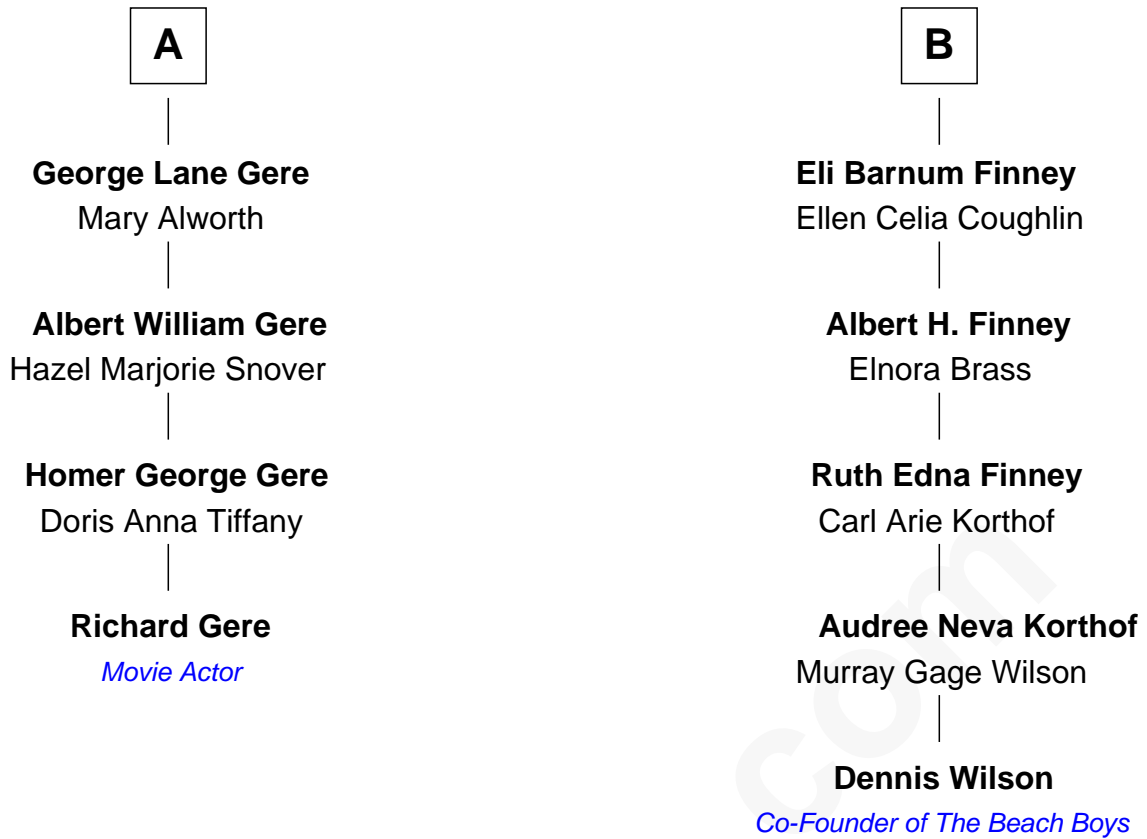 A
George Lane Gere
Mary Alworth
Albert William Gere
Hazel Marjorie Snover
Homer George Gere
Doris Anna Tiffany
Richard Gere
Movie Actor
B
Eli Barnum Finney
Ellen Celia Coughlin
Albert H. Finney
Elnora Brass
Ruth Edna Finney
Carl Arie Korthof
Audree Neva Korthof
Murray Gage Wilson
Dennis Wilson
Co-Founder of The Beach Boys
com